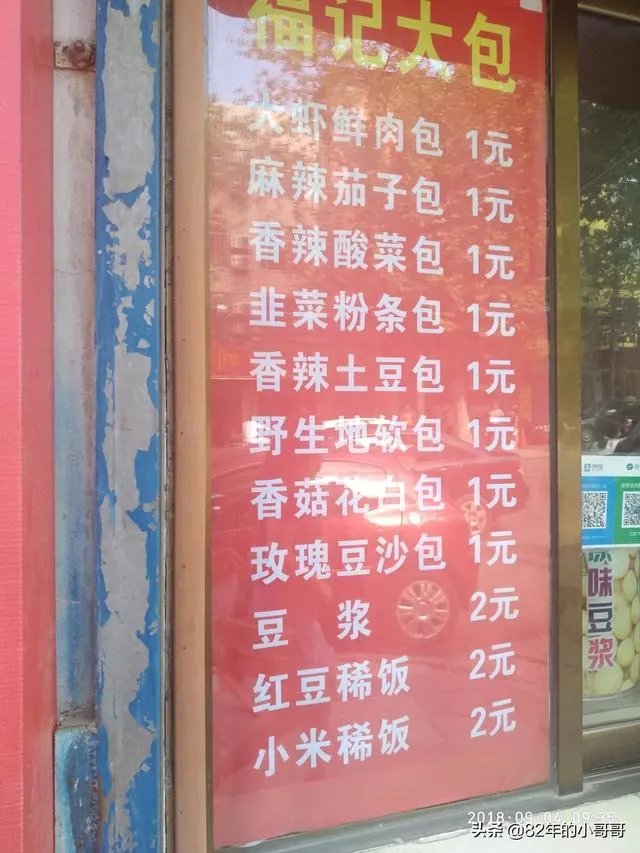 福记大包
大虾鲜肉包 1元
麻辣茄子包 1元
香辣酸菜包 1元
韭菜粉条包 1元
香辣土豆包 1元
野生地软包 1元
香菇花白包 1元
玫瑰豆沙包 1元
豆 浆 2元
红豆稀饭 2元
小米稀饭 2元
味豆浆
2018-09-04 09:35
头条 @82年的小哥哥